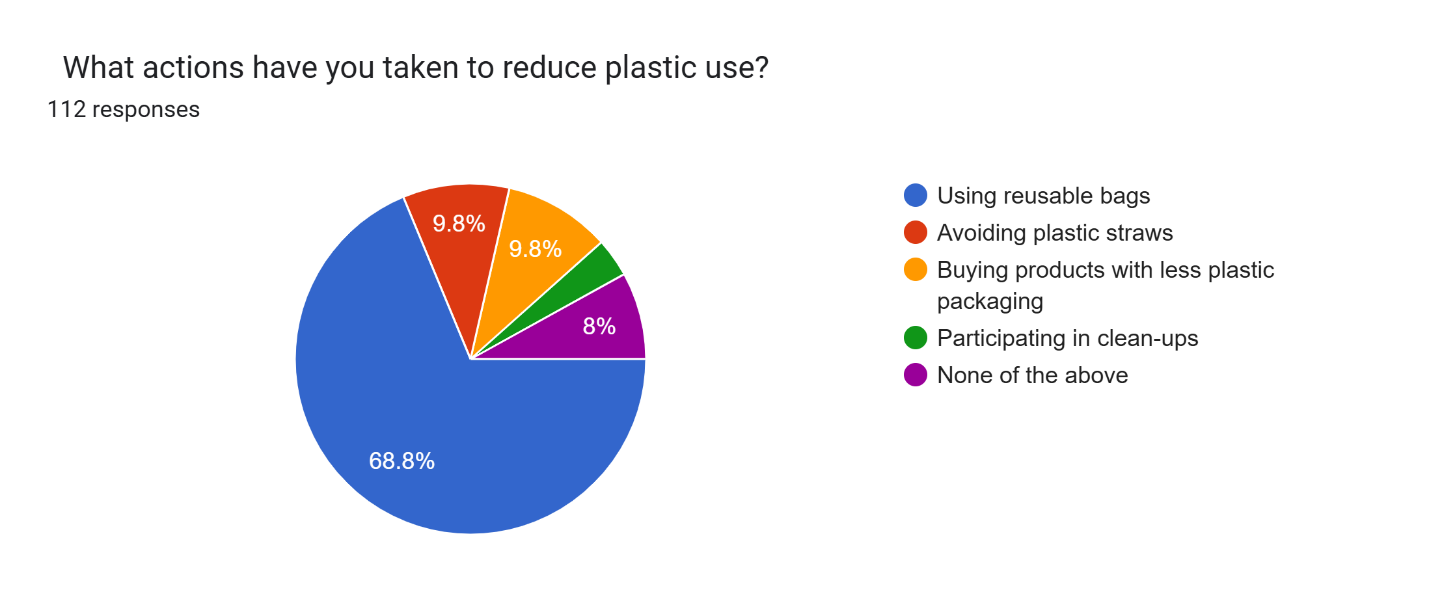 What actions have you taken to reduce plastic use?
112 responses
9.8%
9.8%
8%
68.8%
Using reusable bags
Avoiding plastic straws
Buying products with less plastic
packaging
Participating in clean-ups
None of the above